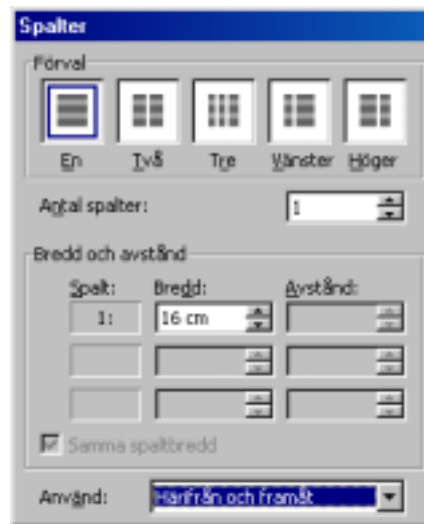 Spalter
Förval
En Två Tre Vänster Höger
Antal spalter: 1
Bredd och avstånd
Spalt: Bredd: Avstånd:
1: 16 cm
Samma spaltbredd
Använd: Härifrån och framåt